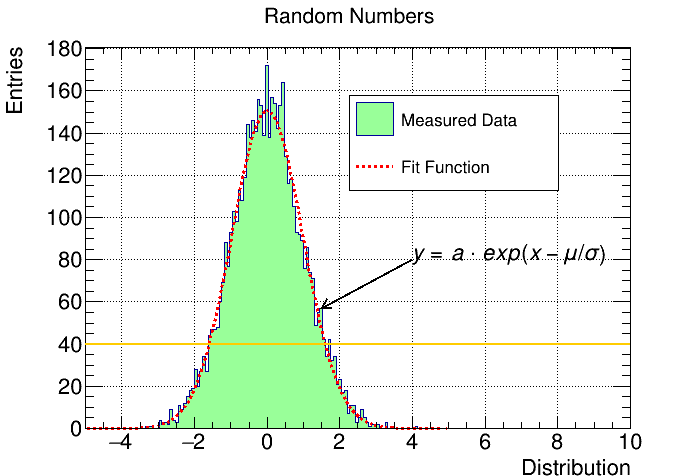 Random Numbers
Entries
180
160
140
120
100
80
60
40
20
0
Measured Data
Fit Function
y = a · exp(x − μ/σ)
−4 −2 0 2 4 6 8 10
Distribution